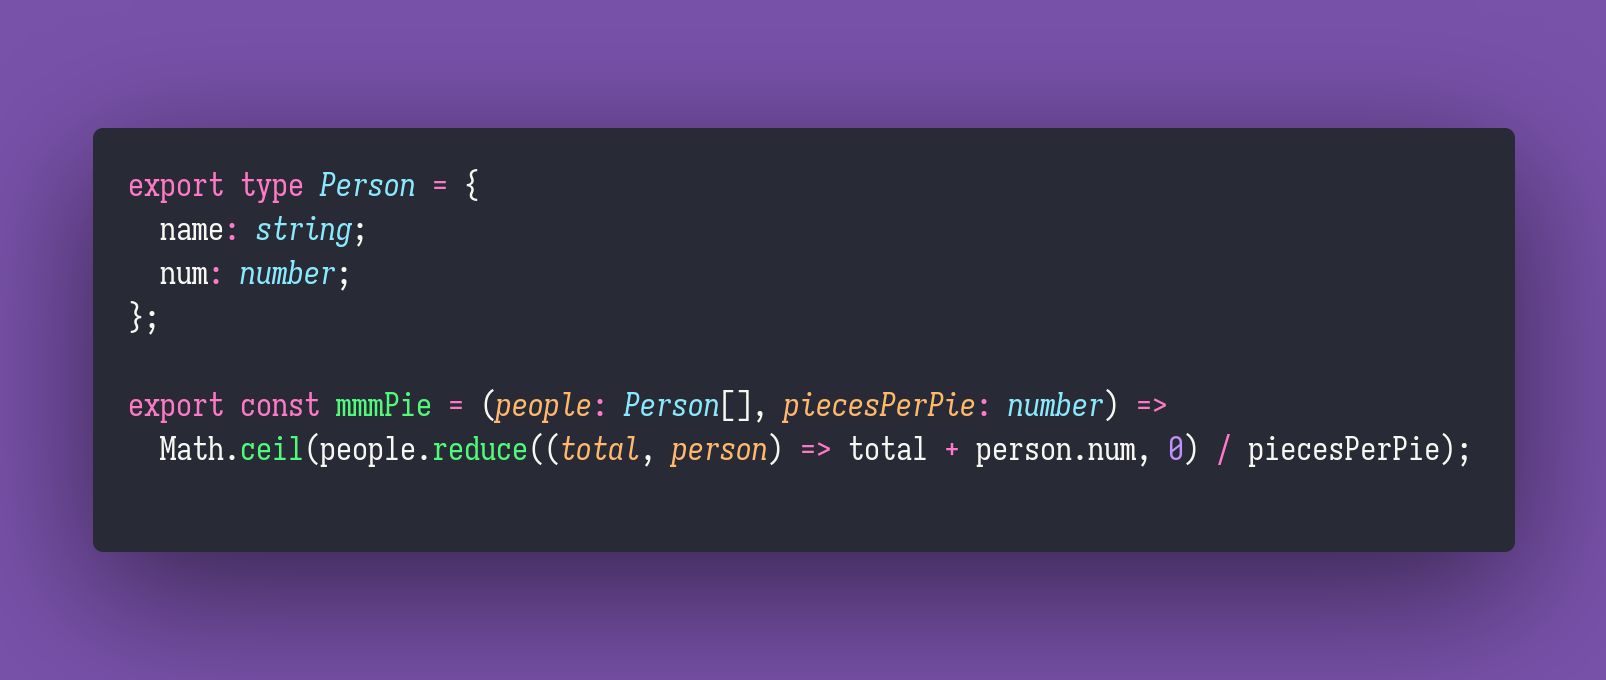 export type Person = {
  name: string;
  num: number;
};

export const mmmPie = (people: Person[], piecesPerPie: number) =>
  Math.ceil(people.reduce((total, person) => total + person.num, 0) / piecesPerPie);